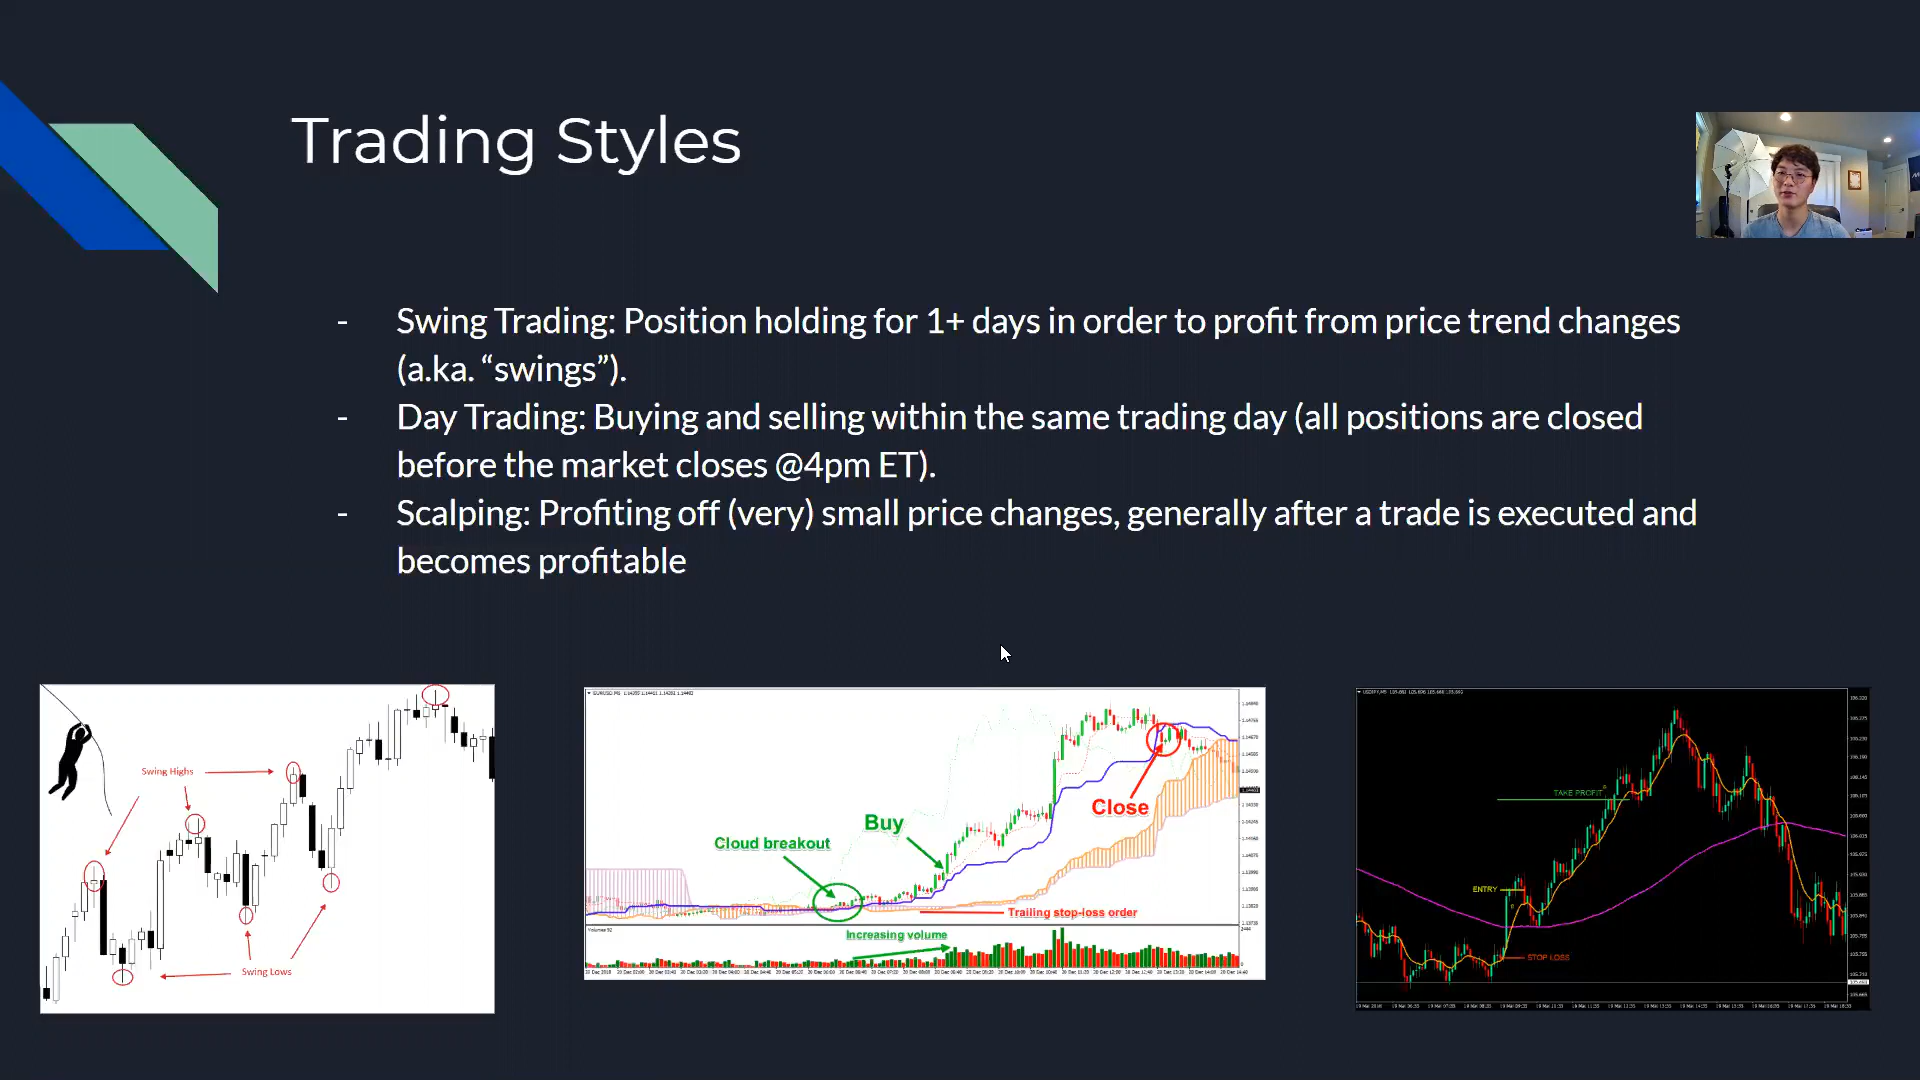 Trading Styles
- Swing Trading: Position holding for 1+ days in order to profit from price trend changes
(a.ka. “swings”).
- Day Trading: Buying and selling within the same trading day (all positions are closed
before the market closes @4pm ET).
- Scalping: Profiting off (very) small price changes, generally after a trade is executed and
becomes profitable
Swing Highs
Swing Lows
Cloud breakout
Buy
Close
Trailing stop-loss order
Increasing volume
TAKE PROFIT
ENTRY
STOP LOSS